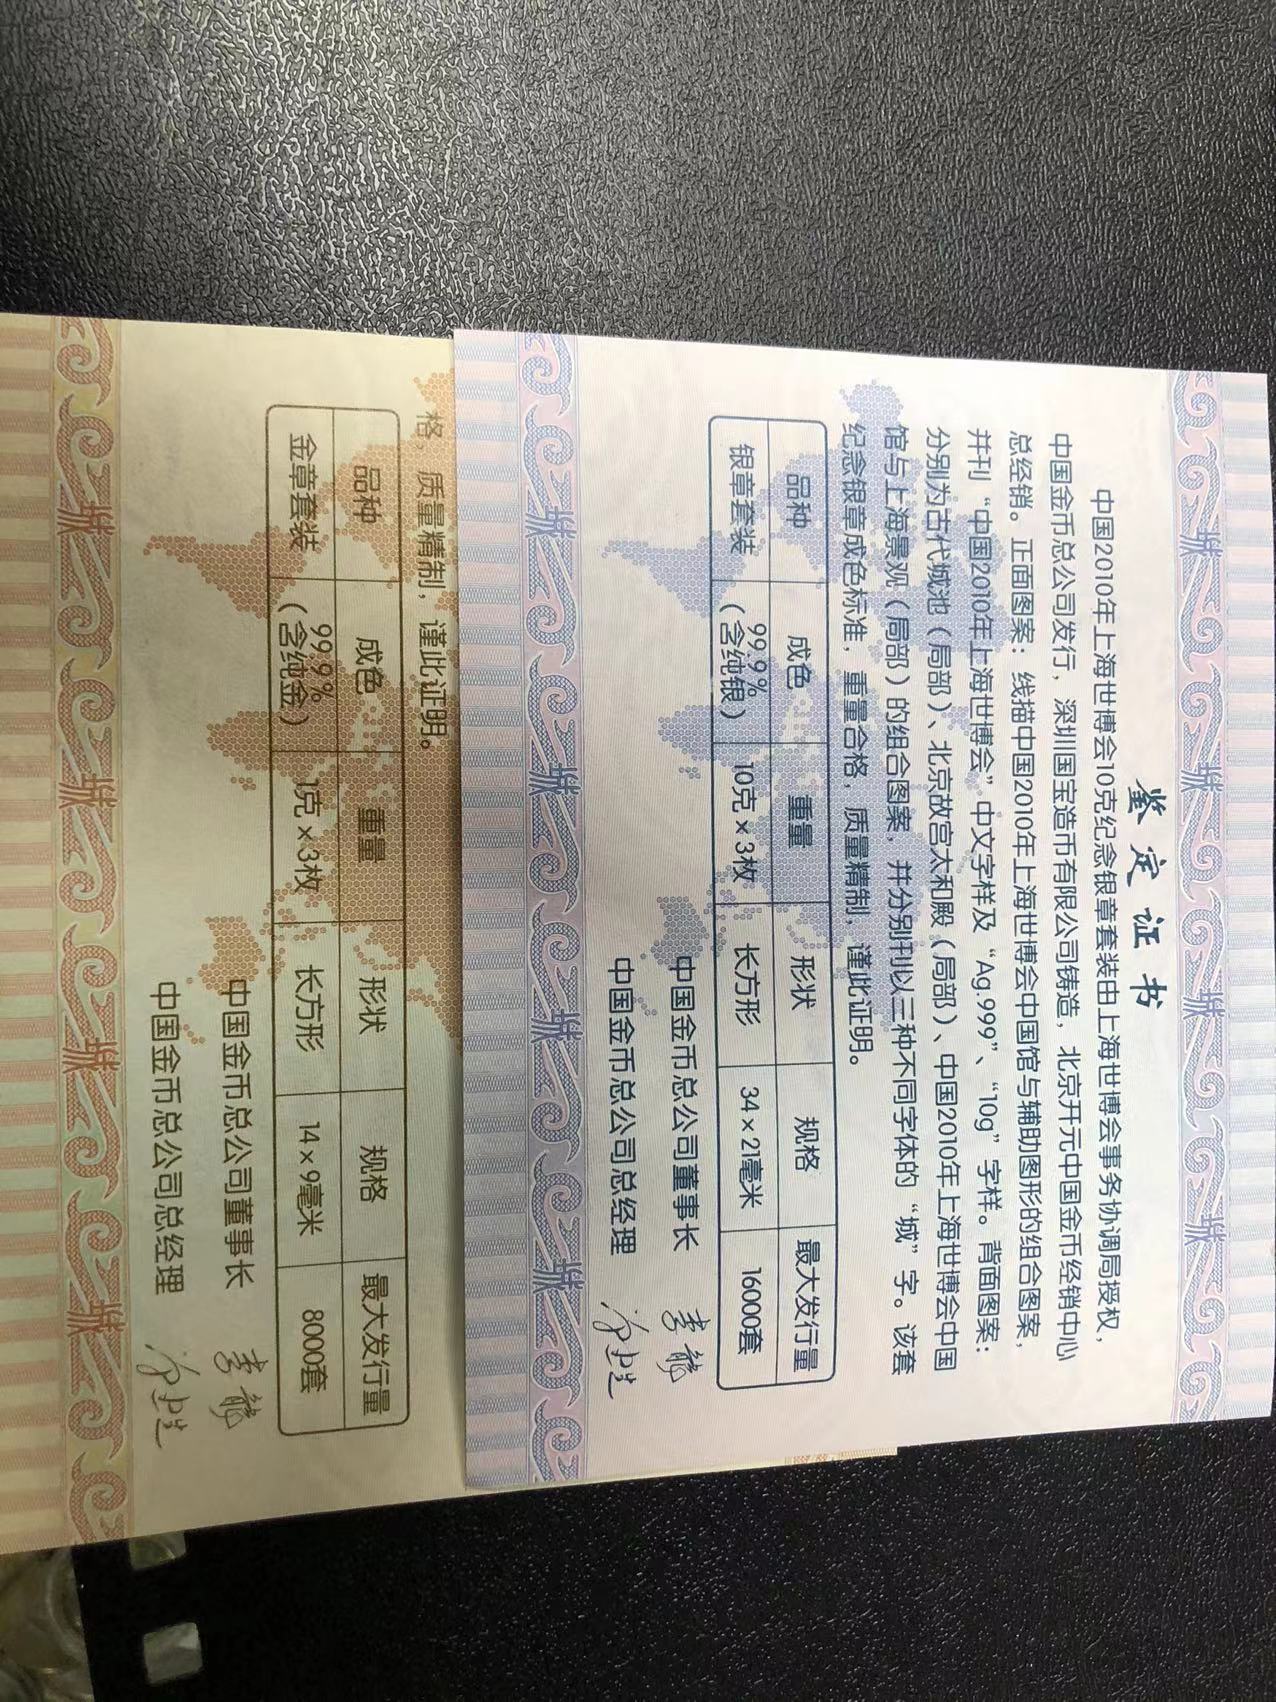 鉴定证书
中国2010年上海世博会10克纪念银章套装由上海世博会事务协调局授权，
中国金币总公司发行，深圳国宝造币有限公司铸造，北京开元中国金币经销中心
总经销。正面图案：线描中国2010年上海世博会中国馆与辅助图形的组合图案，
并刊“中国2010年上海世博会”中文字样及“Ag.999”、“10g”字样。背面图案：
分别为古代城池（局部）、北京故宫太和殿（局部）、中国2010年上海世博会中国
馆与上海景观（局部）的组合图案，并分别刊以三种不同字体的“城”字。该套
纪念银章成色标准，重量合格，质量精制，谨此证明。
品种 成色 重量 形状 规格 最大发行量
银章套装 99.9%（含纯银） 10克×3枚 长方形 34×21毫米 16000套
中国金币总公司董事长
中国金币总公司总经理
格，质量精制，谨此证明。
品种 成色 重量 形状 规格 最大发行量
金章套装 99.9%（含纯金） 1克×3枚 长方形 14×9毫米 8000套
中国金币总公司董事长
中国金币总公司总经理